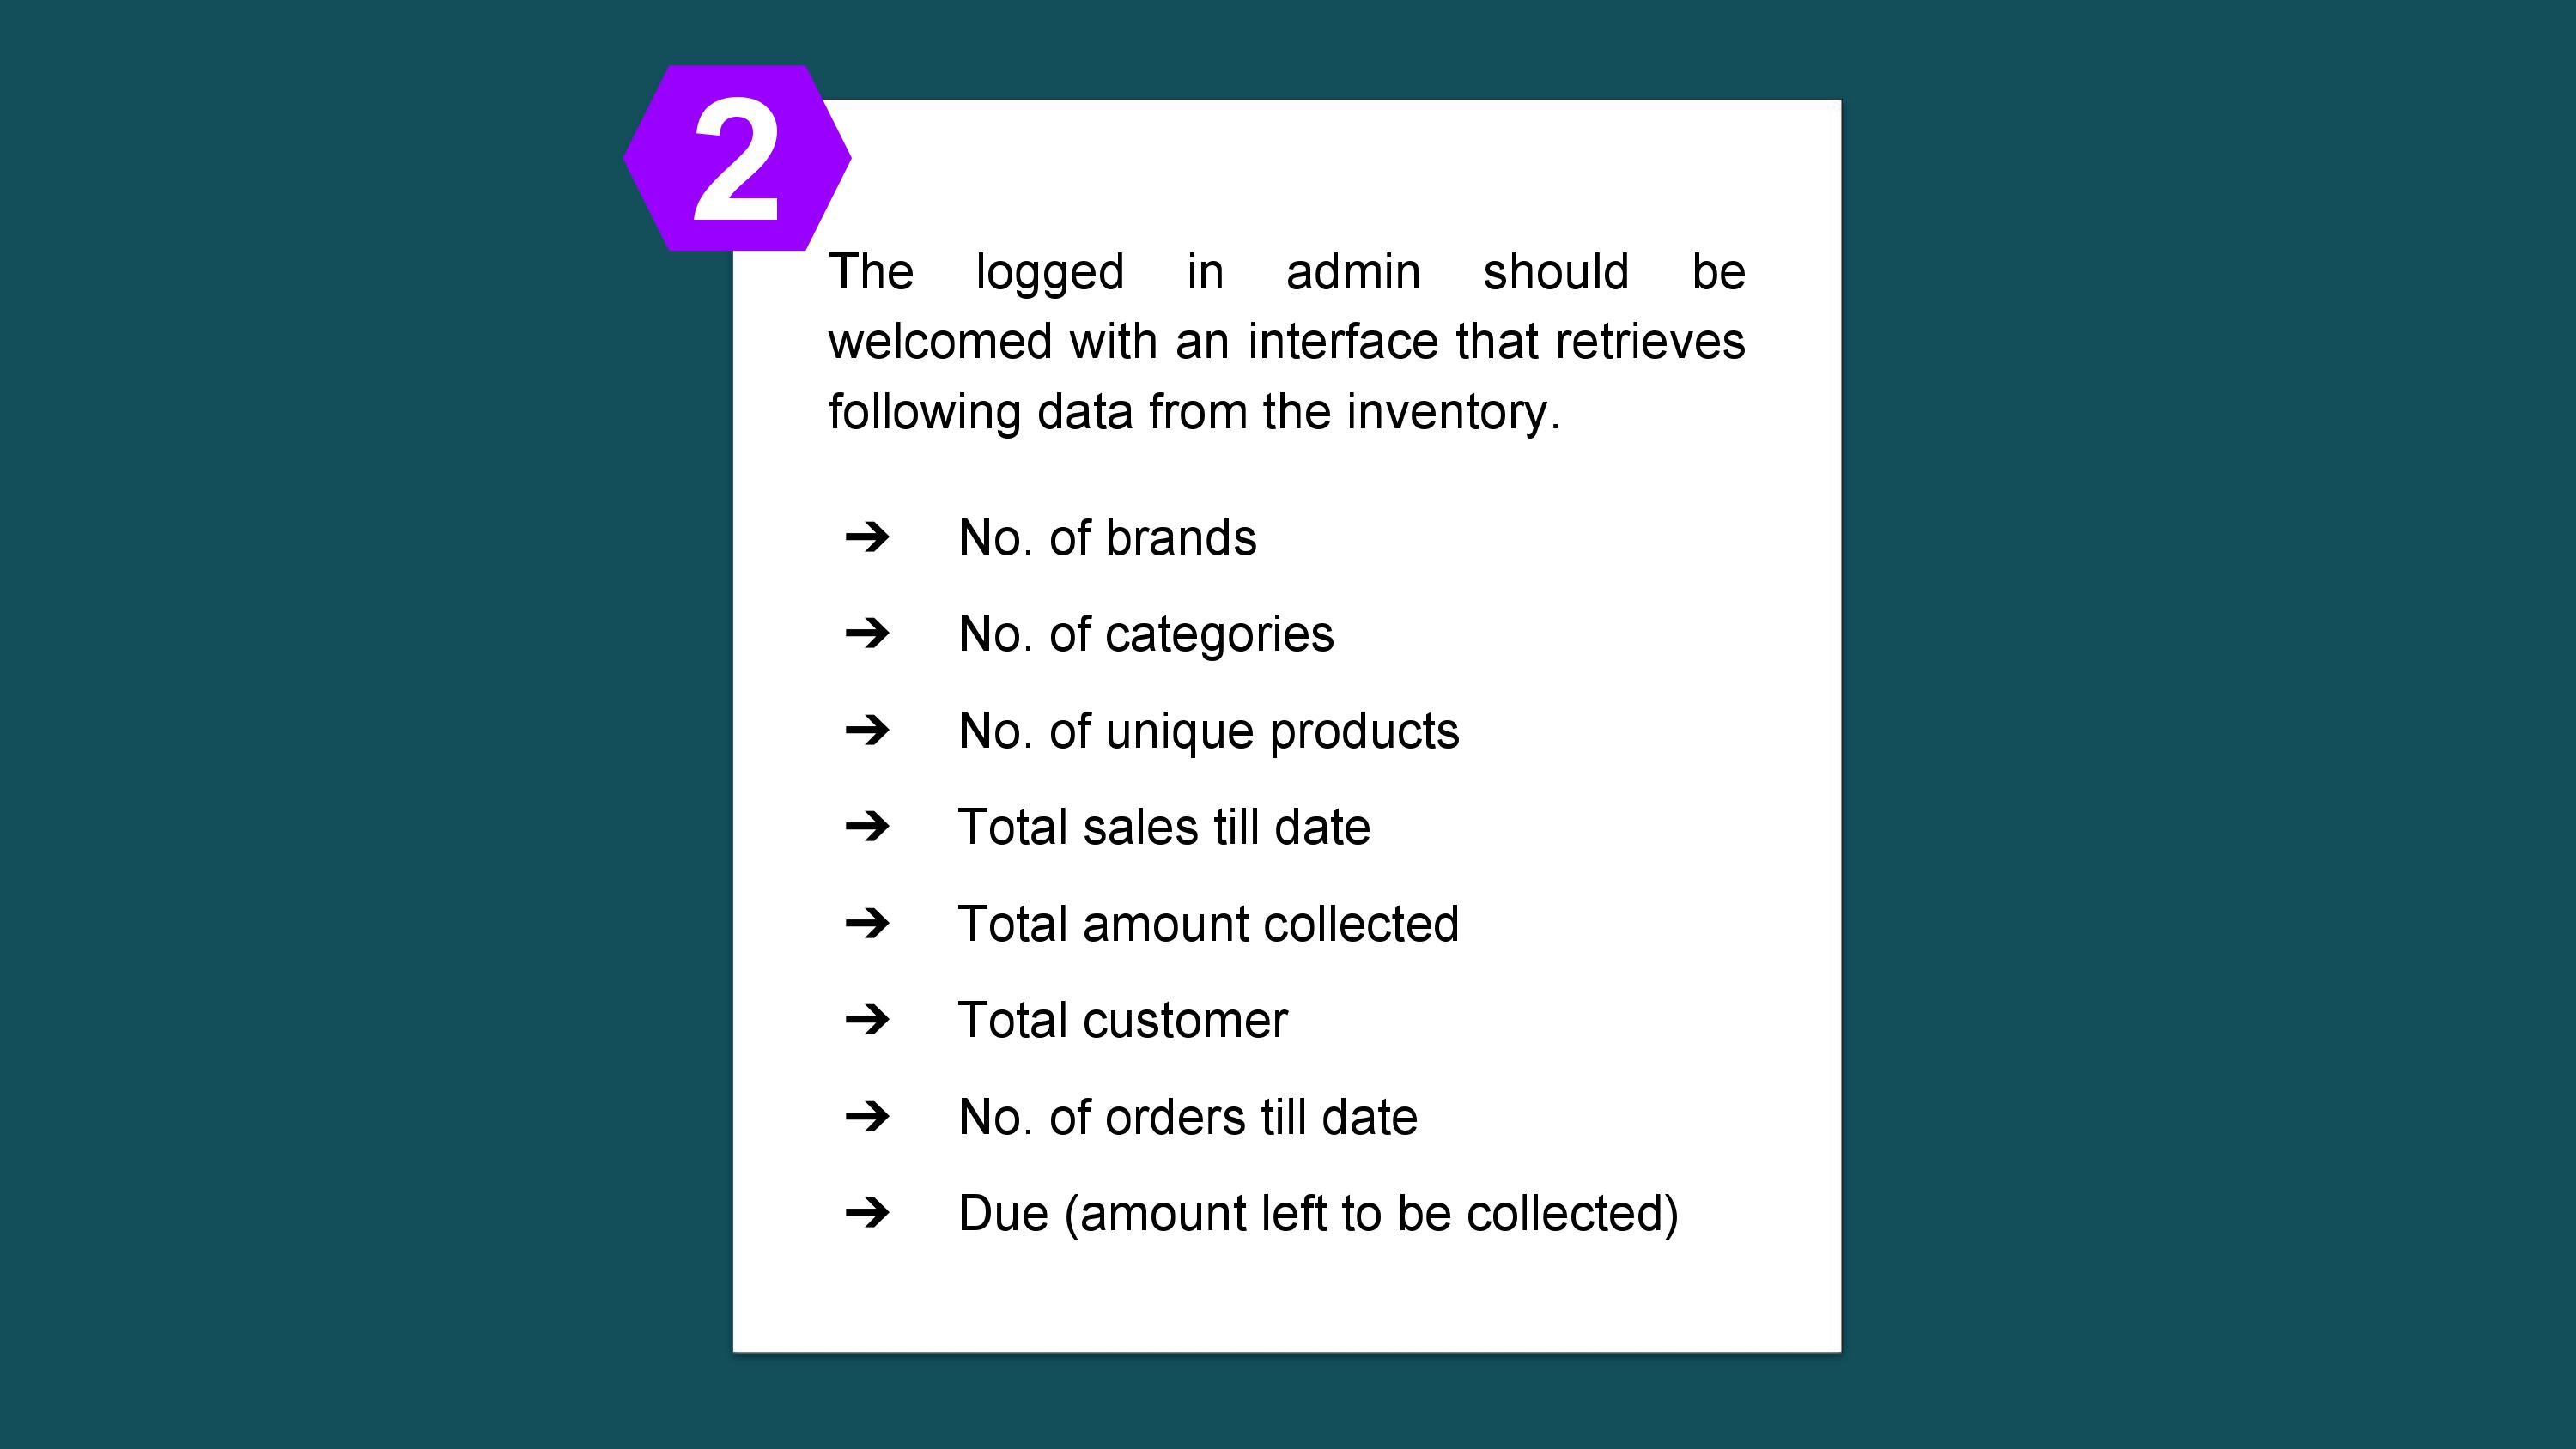 2
The logged in admin should be
welcomed with an interface that retrieves
following data from the inventory.
➔ No. of brands
➔ No. of categories
➔ No. of unique products
➔ Total sales till date
➔ Total amount collected
➔ Total customer
➔ No. of orders till date
➔ Due (amount left to be collected)